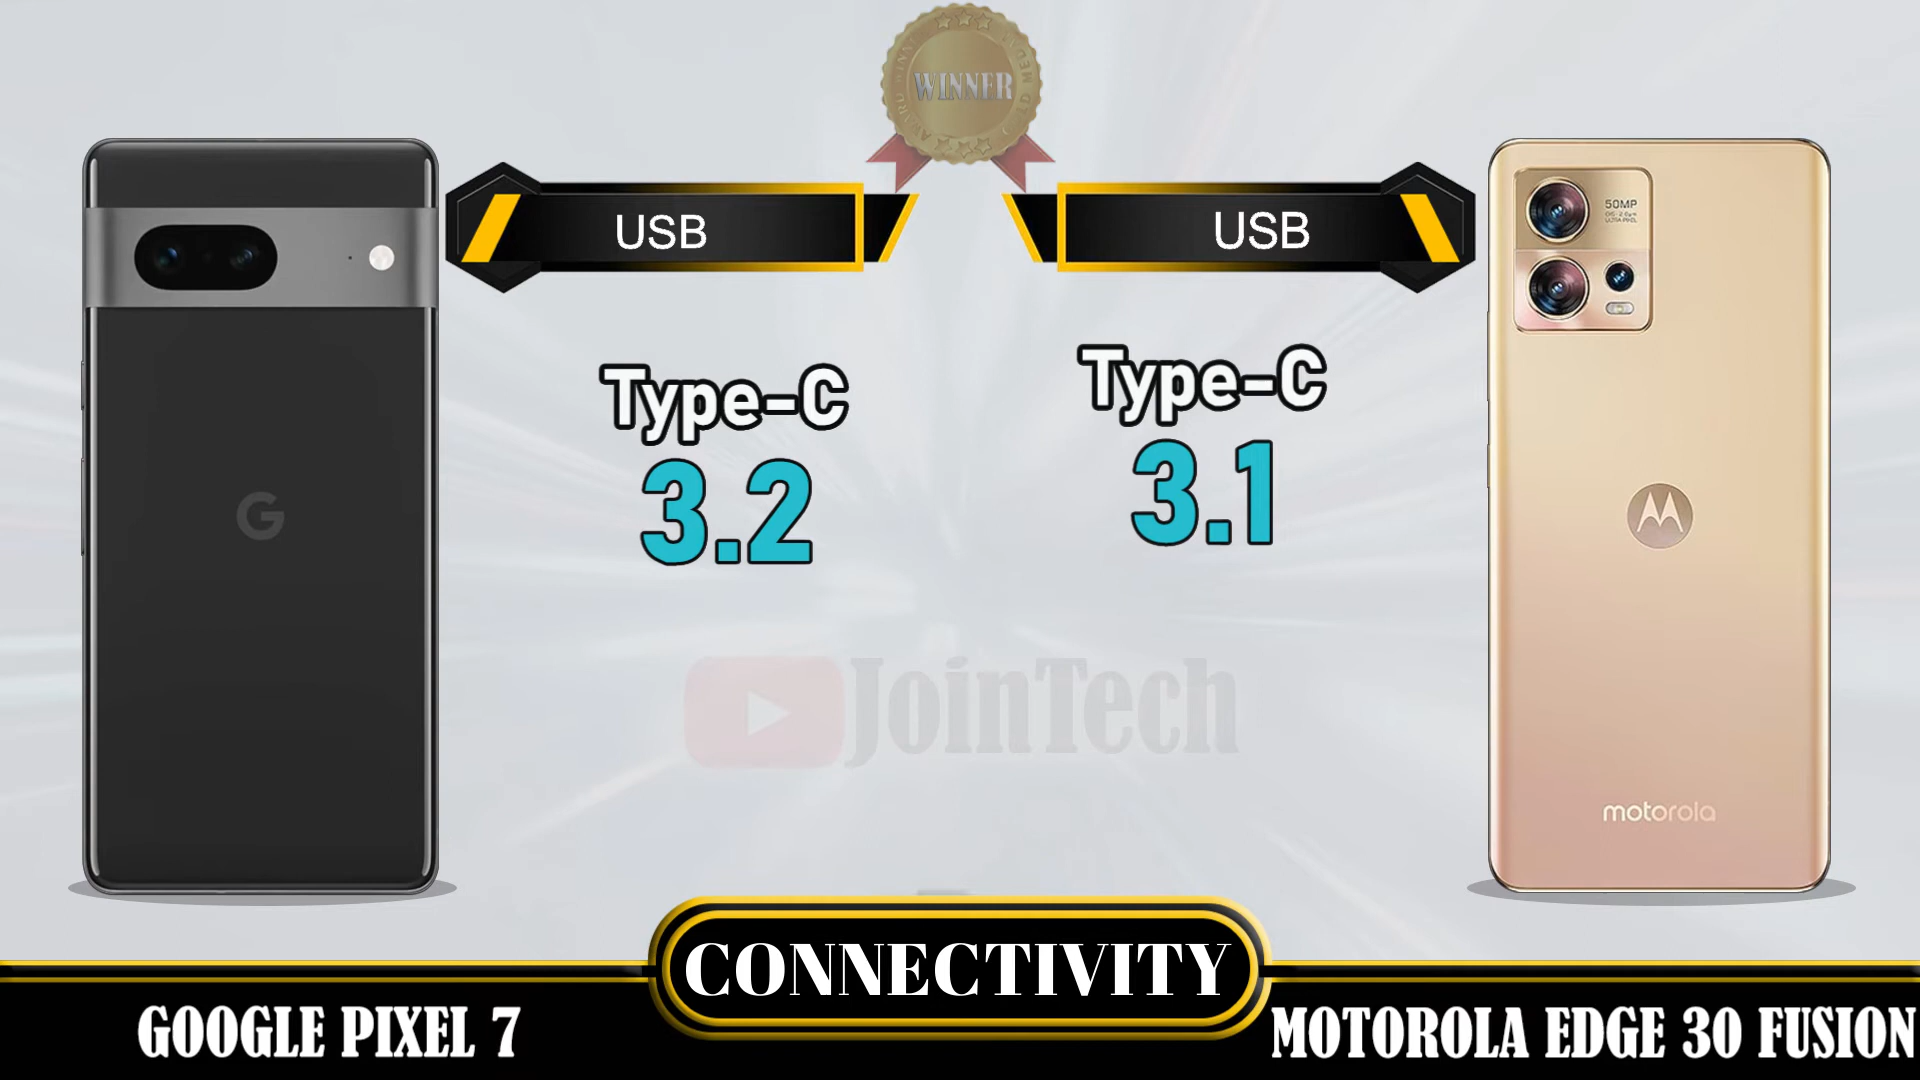 WINNER
USB
USB
50MP
Type-C
3.2
Type-C
3.1
G
motorola
JoinTech
CONNECTIVITY
GOOGLE PIXEL 7
MOTOROLA EDGE 30 FUSION